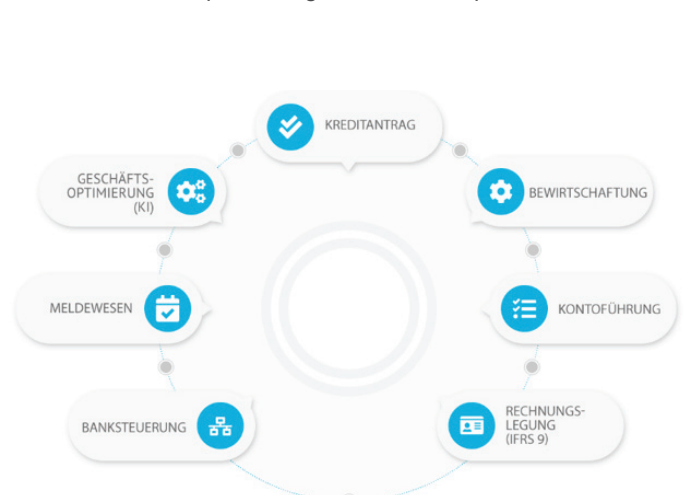 KREDITANTRAG
GESCHÄFTS-
OPTIMIERUNG
(KI)
BEWIRTSCHAFTUNG
MELDEWESEN
KONTOFÜHRUNG
BANKSTEUERUNG
RECHNUNGS-
LEGUNG
(IFRS 9)